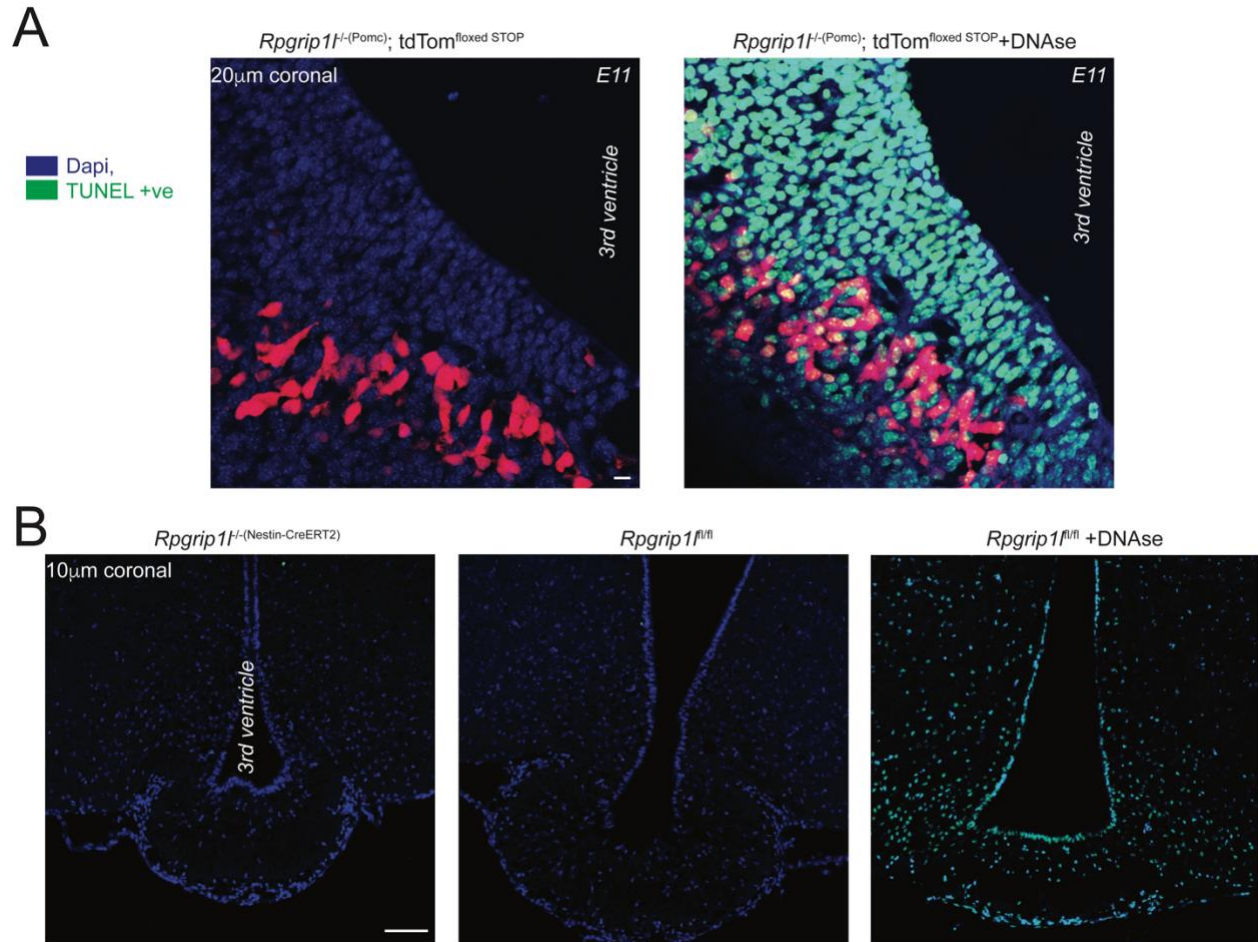 A
Rpgrip1l-/-(Pomc); tdTomfloxed STOP
Rpgrip1l-/-(Pomc); tdTomfloxed STOP+DNAse
20μm coronal
E11
E11
Dapi,
TUNEL +ve
3rd ventricle
3rd ventricle
B
Rpgrip1l-/-(Nestin-CreERT2)
Rpgrip1lfl/fl
Rpgrip1lfl/fl +DNAse
10μm coronal
3rd ventricle